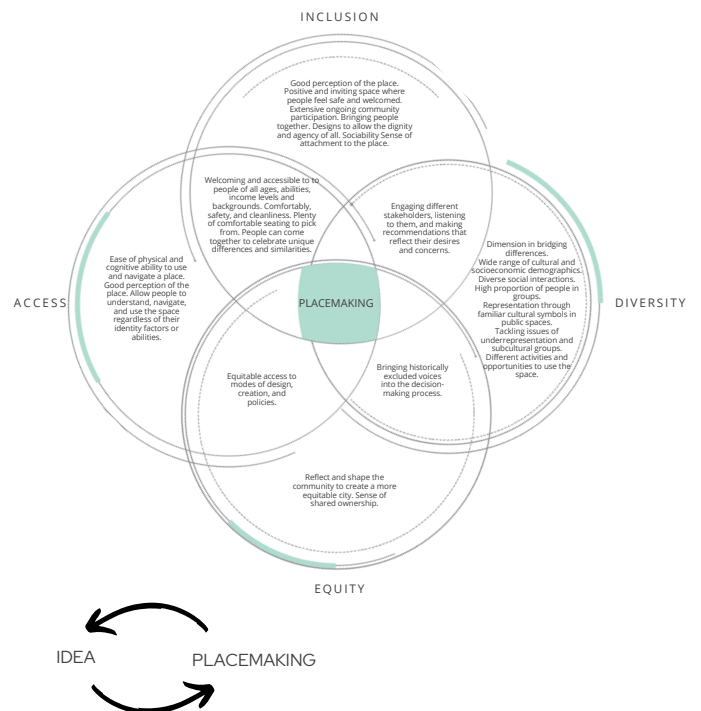 INCLUSION
Good perception of the place.
Positive and inviting space where
people feel safe and welcomed.
Extensive ongoing community
participation. Bringing people
together. Designs to allow the dignity
and agency of all. Sociability Sense of
attachment to the place.
Welcoming and accessible to to
people of all ages, abilities,
income levels and
backgrounds. Comfortably,
safety, and cleanliness. Plenty
of comfortable seating to pick
from. People can come
together to celebrate unique
differences and similarities.
Engaging different
stakeholders, listening
to them, and making
recommendations that
reflect their desires
and concerns.
Ease of physical and
cognitive ability to use
and navigate a place.
Good perception of the
place. Allow people to
understand, navigate,
and use the space
regardless of their
identity factors or
abilities.
Dimension in bridging
differences.
Wide range of cultural and
socioeconomic demographics.
Diverse social interactions.
High proportion of people in
groups.
Representation through
familiar cultural symbols in
public spaces.
Tackling issues of
underrepresentation and
subcultural groups.
Different activities and
opportunities to use the
space.
ACCESS
PLACEMAKING
DIVERSITY
Equitable access to
modes of design,
creation, and
policies.
Bringing historically
excluded voices
into the decision-
making process.
Reflect and shape the
community to create a more
equitable city. Sense of
shared ownership.
EQUITY
IDEA
PLACEMAKING